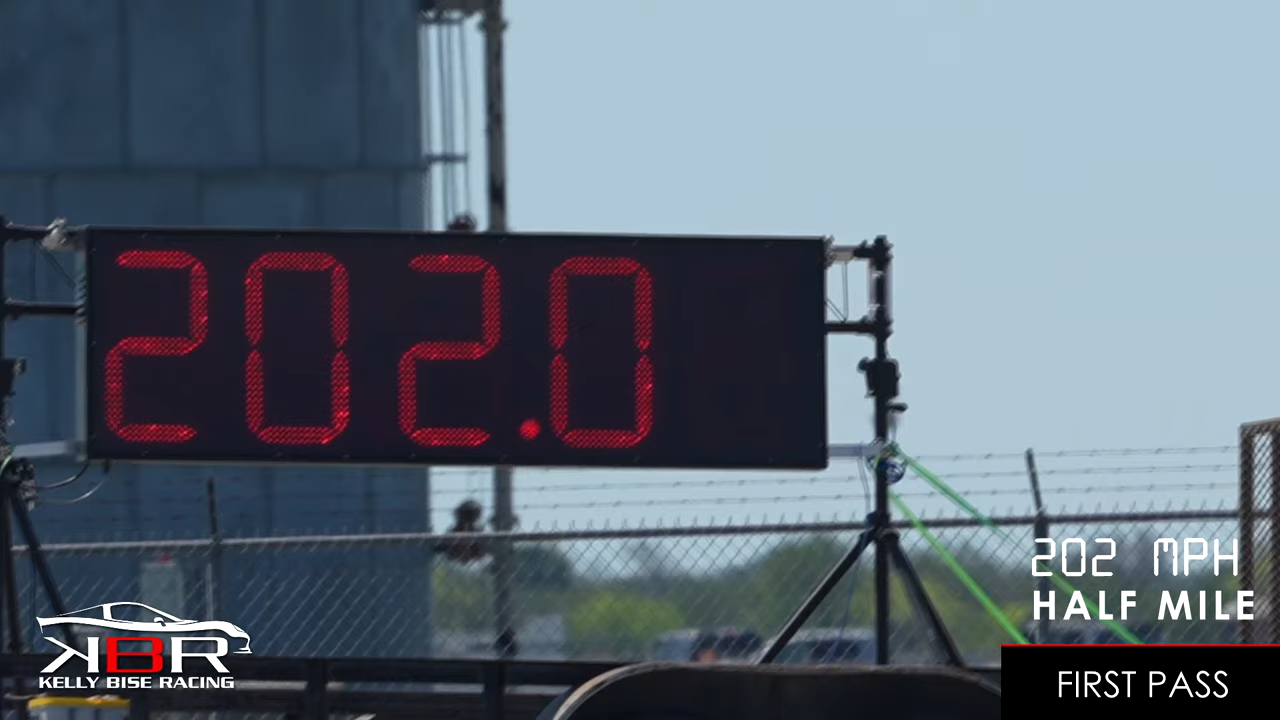 202.0
202 MPH
HALF MILE
KBR
KELLY BISE RACING
FIRST PASS